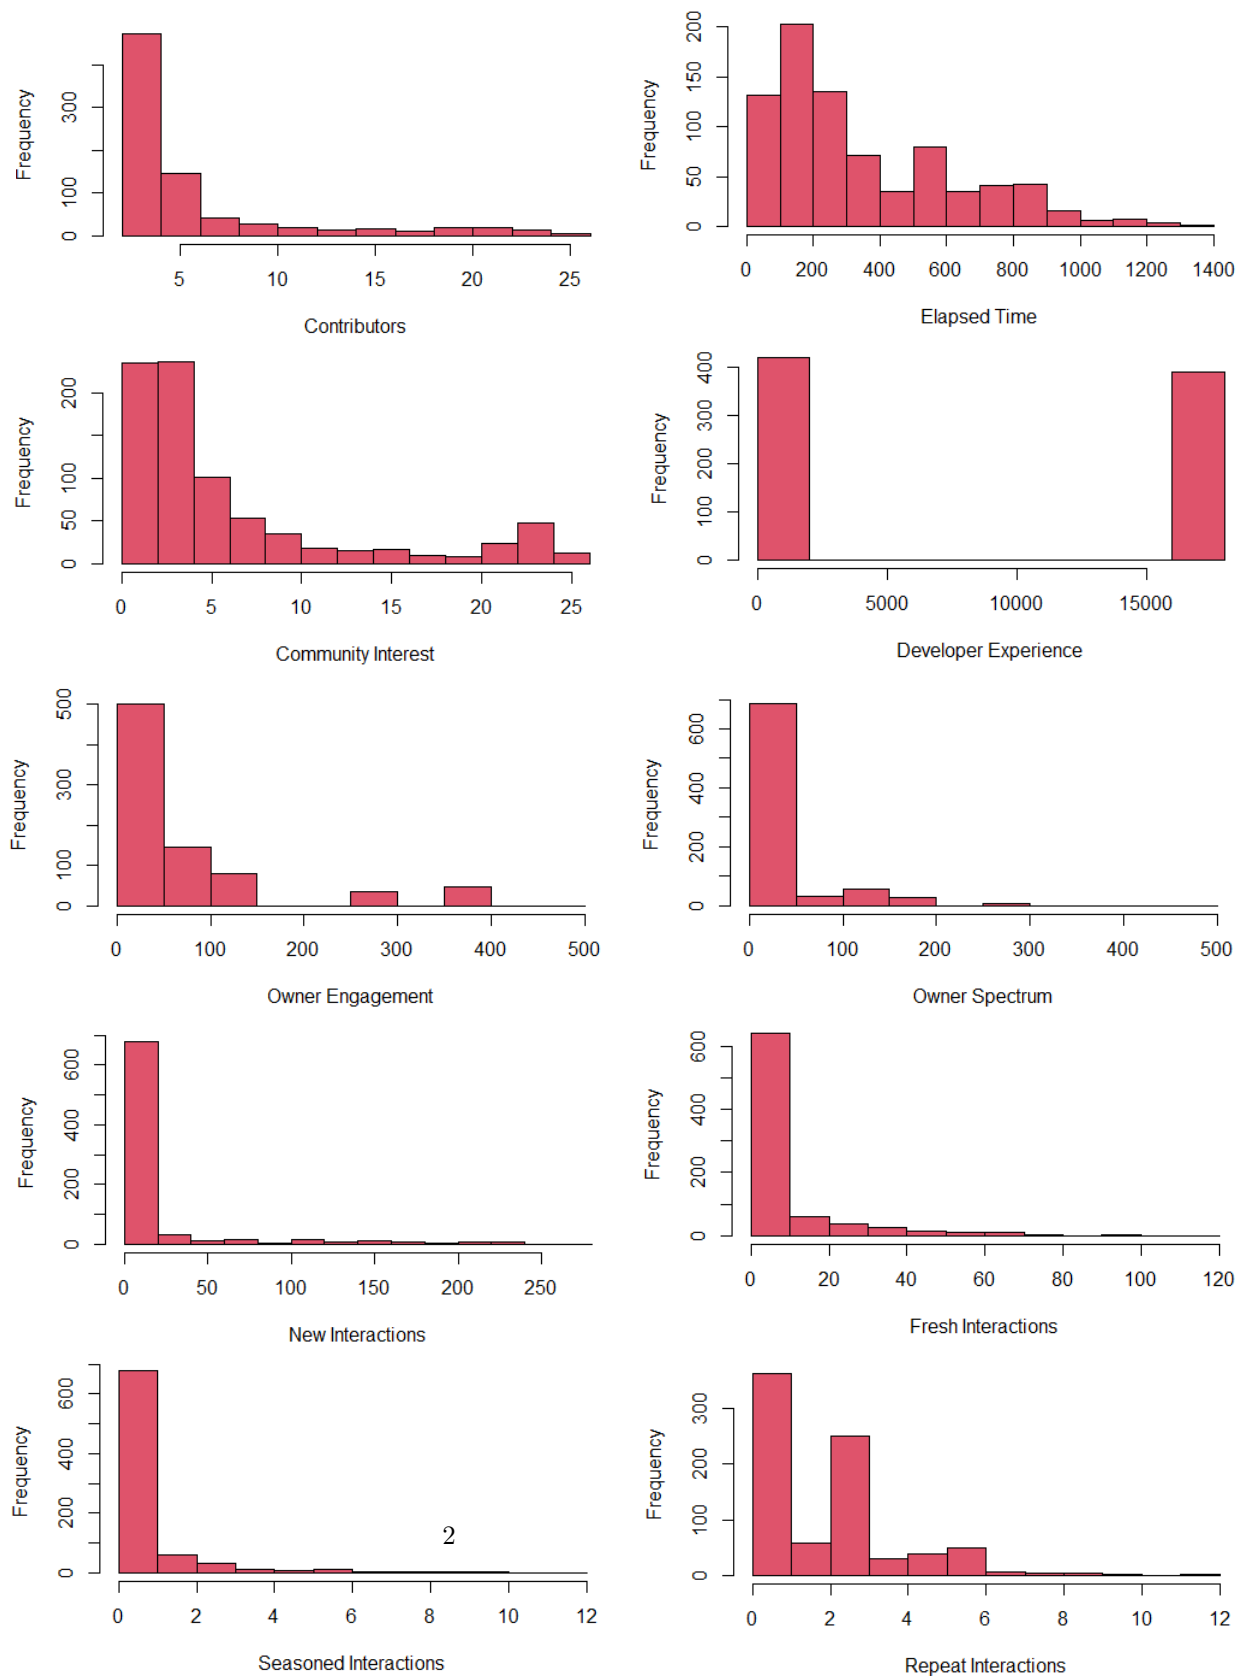 Frequency
0 100 300
5 10 15 20 25
Contributors
Frequency
0 50 100 150 200
0 200 400 600 800 1000 1200 1400
Elapsed Time
Frequency
0 50 100 200
0 5 10 15 20 25
Community Interest
Frequency
0 100 200 300 400
0 5000 10000 15000
Developer Experience
Frequency
0 100 300 500
0 100 200 300 400 500
Owner Engagement
Frequency
0 200 400 600
0 100 200 300 400 500
Owner Spectrum
Frequency
0 200 400 600
0 50 100 150 200 250
New Interactions
Frequency
0 200 400 600
0 20 40 60 80 100 120
Fresh Interactions
Frequency
0 200 400 600
2
0 2 4 6 8 10 12
Seasoned Interactions
Frequency
0 100 200 300
0 2 4 6 8 10 12
Repeat Interactions